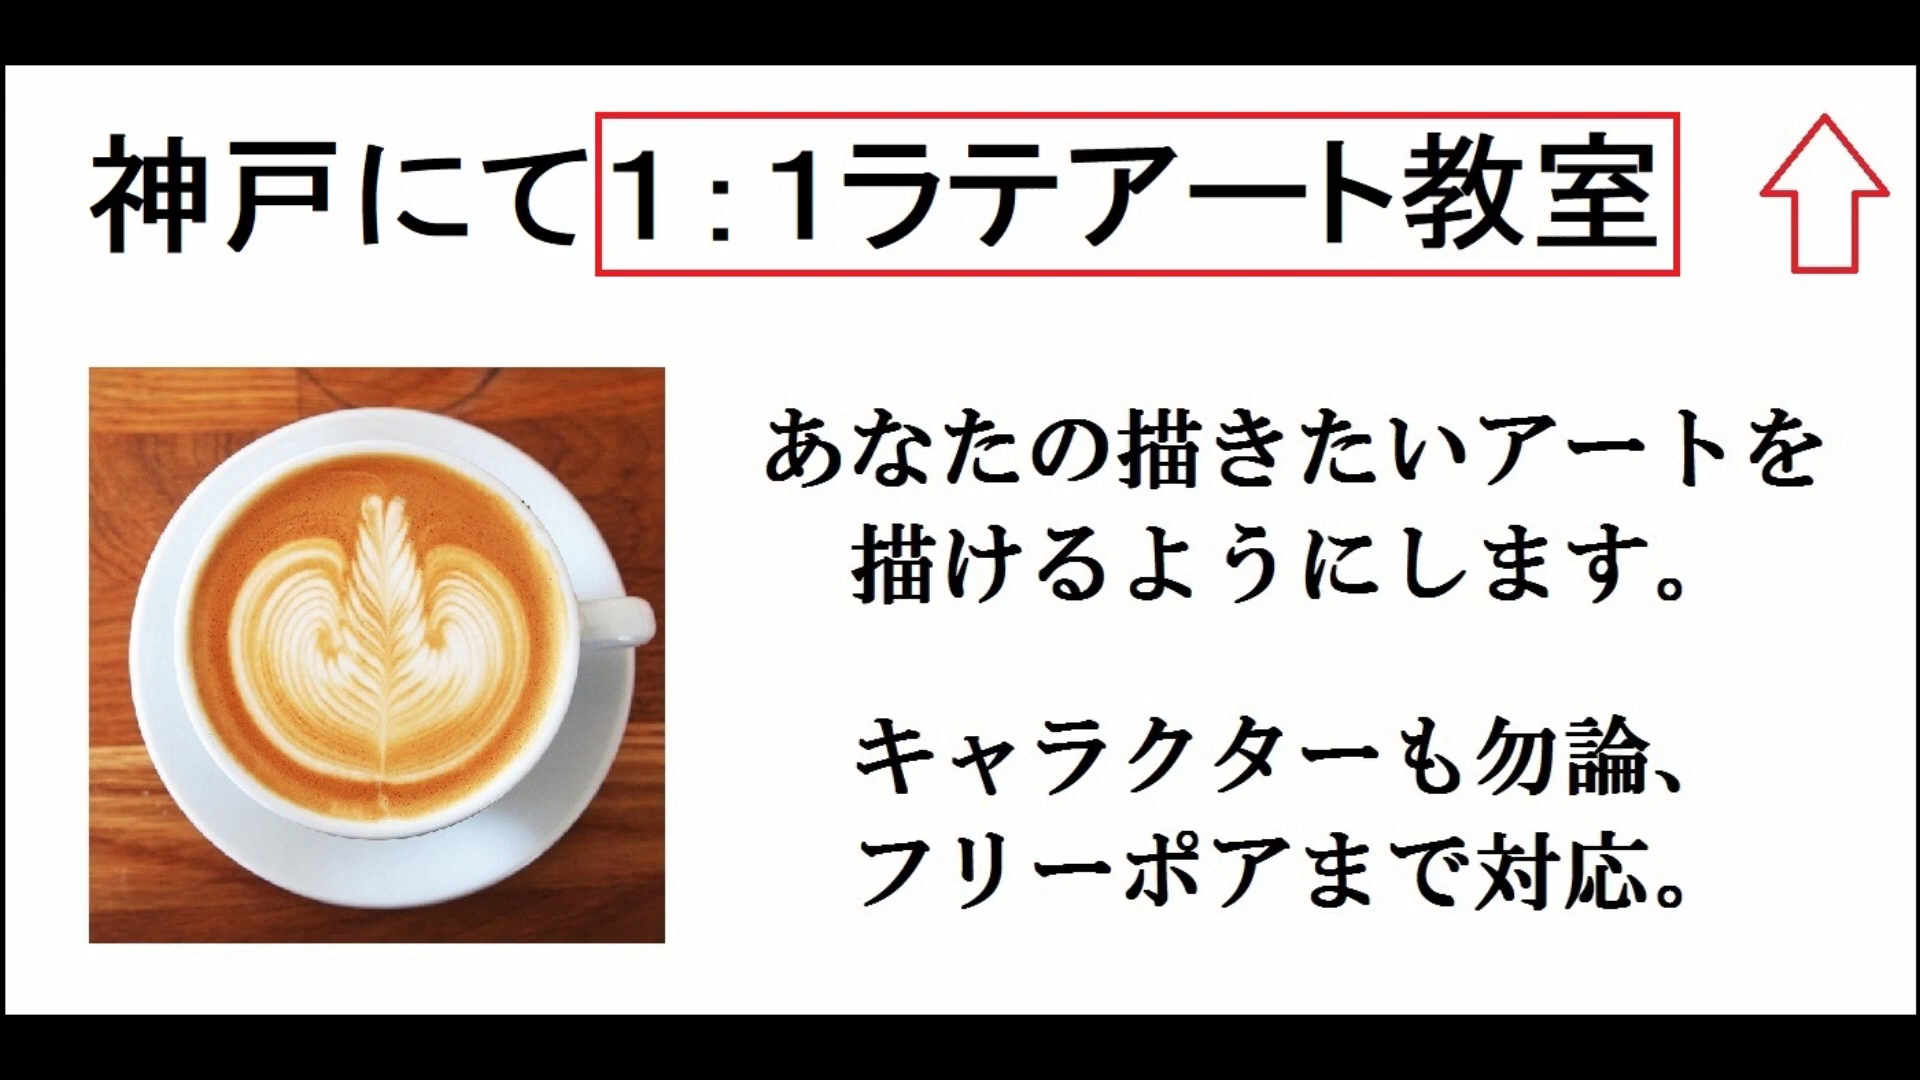 神戸にて１：１ラテアート教室
あなたの描きたいアートを
描けるようにします。
キャラクターも勿論、
フリーポアまで対応。